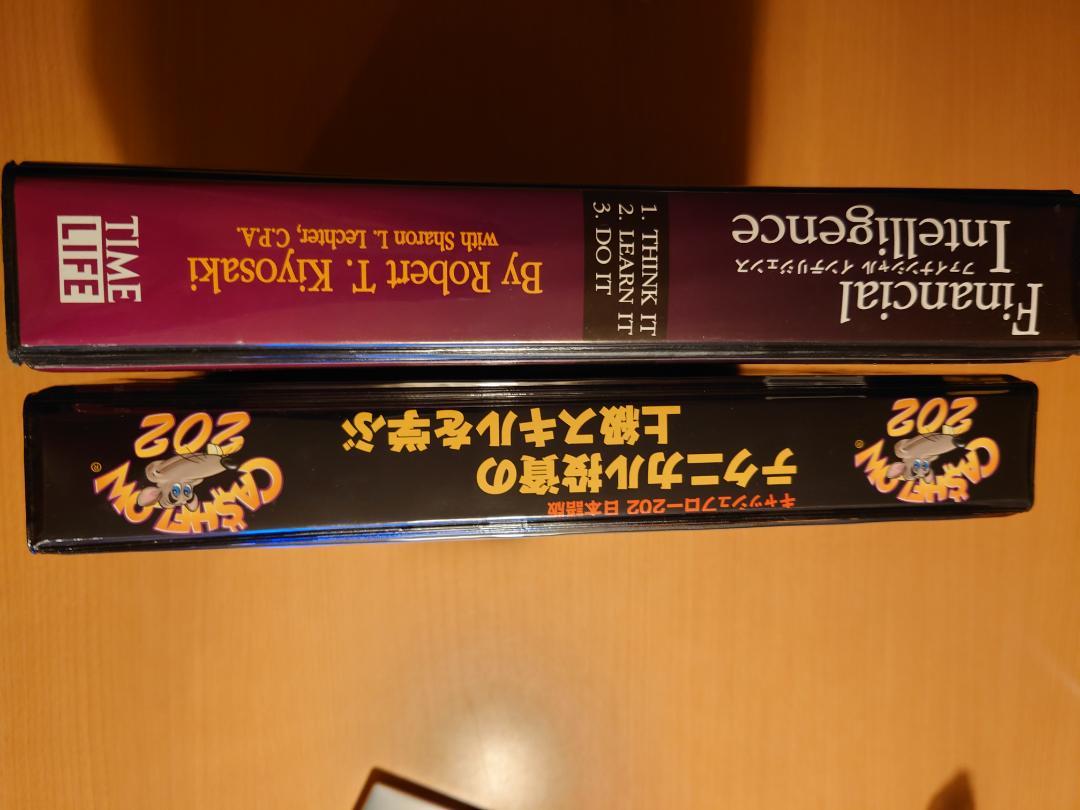 Financial
ファイナンシャル インテリジェンス
Intelligence
1. THINK IT
2. LEARN IT
3. DO IT
By Robert T. Kiyosaki
with Sharon L. Lechter, C.P.A.
TIME
LIFE
CASHFLOW
202
キャッシュフロー202 日本語版
テクニカル投資の
上級スキルを学ぶ
CASHFLOW®
202